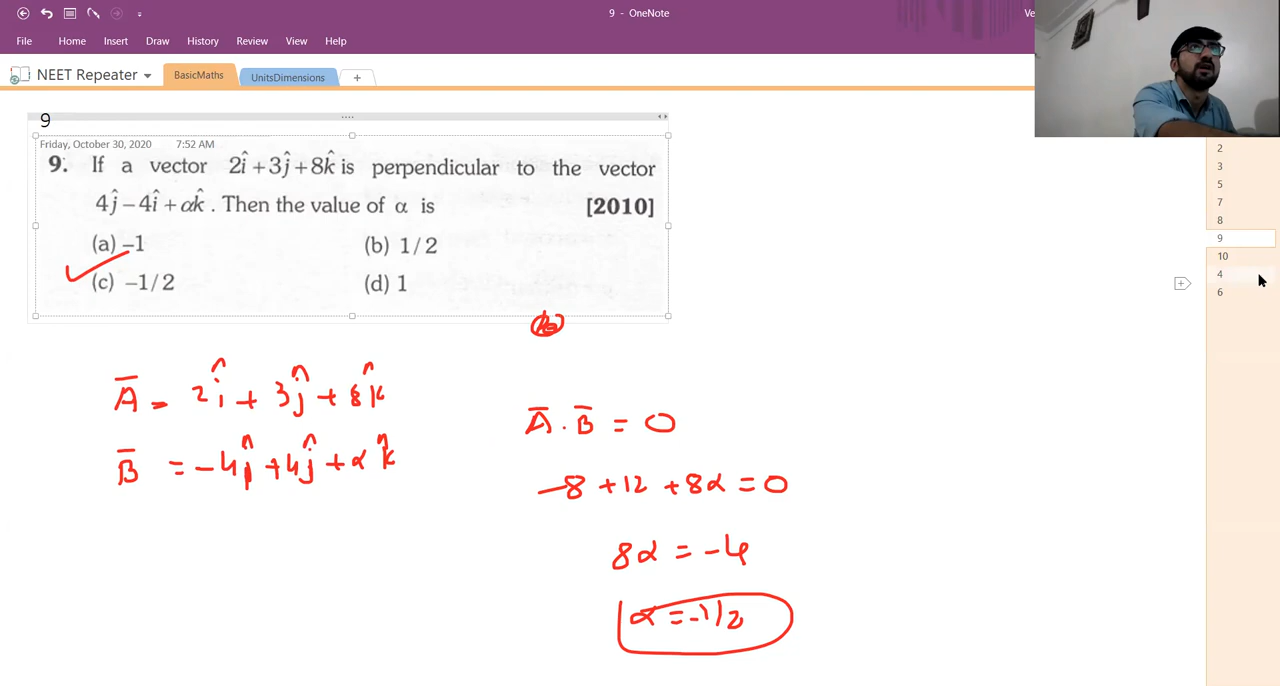 9 - OneNote
Ve
File Home Insert Draw History Review View Help
NEET Repeater BasicMaths UnitsDimensions +
9
Friday, October 30, 2020 7:52 AM
9. If a vector 2î + 3ĵ + 8k̂ is perpendicular to the vector
4ĵ – 4î + αk̂. Then the value of α is [2010]
(a) –1 (b) 1/2
(c) –1/2 (d) 1
A̅ = 2î + 3ĵ + 8k̂
B̅ = -4ĵ + 4ĵ + αk̂
A̅ . B̅ = 0
-8 + 12 + 8α = 0
8α = -4
α = -1/2
2
3
5
7
8
9
10
4
6